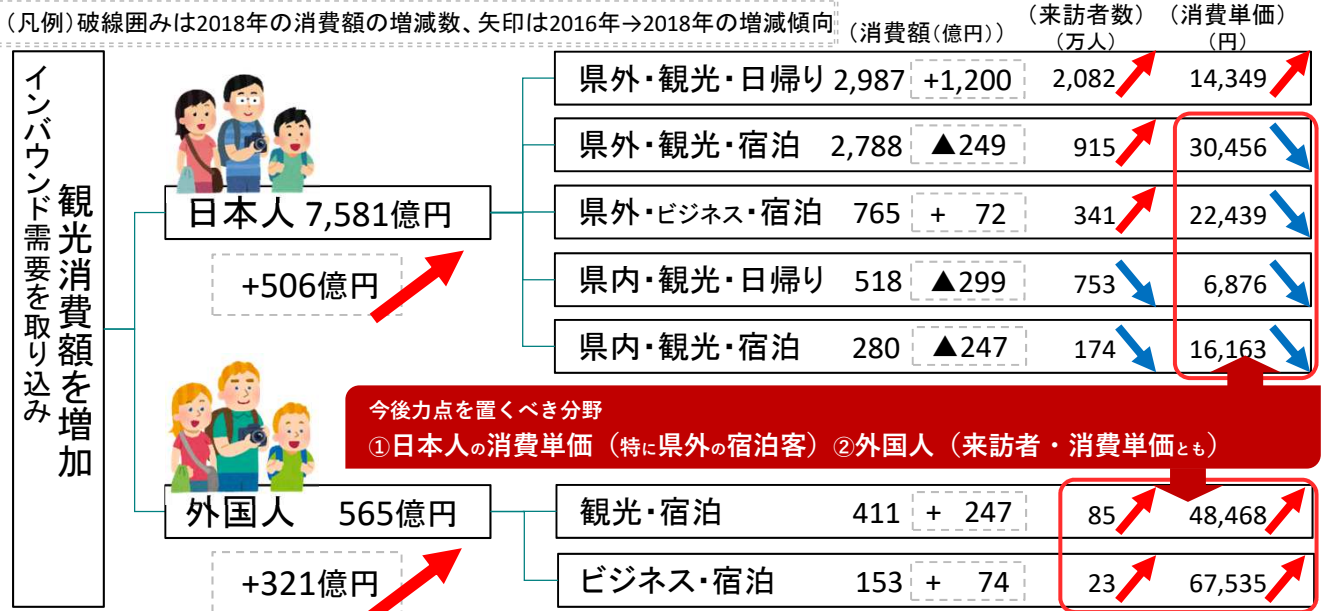 (凡例)破線囲みは2018年の消費額の増減数、矢印は2016年→2018年の増減傾向
(消費額(億円)) (来訪者数)(万人) (消費単価)(円)
インバウンド需要を取り込み
観光消費額を増加
日本人 7,581億円
+506億円
県外・観光・日帰り 2,987 +1,200 2,082 14,349
県外・観光・宿泊 2,788 ▲249 915 30,456
県外・ビジネス・宿泊 765 + 72 341 22,439
県内・観光・日帰り 518 ▲299 753 6,876
県内・観光・宿泊 280 ▲247 174 16,163
今後力点を置くべき分野
①日本人の消費単価(特に県外の宿泊客)②外国人(来訪者・消費単価とも)
外国人 565億円
+321億円
観光・宿泊 411 + 247 85 48,468
ビジネス・宿泊 153 + 74 23 67,535